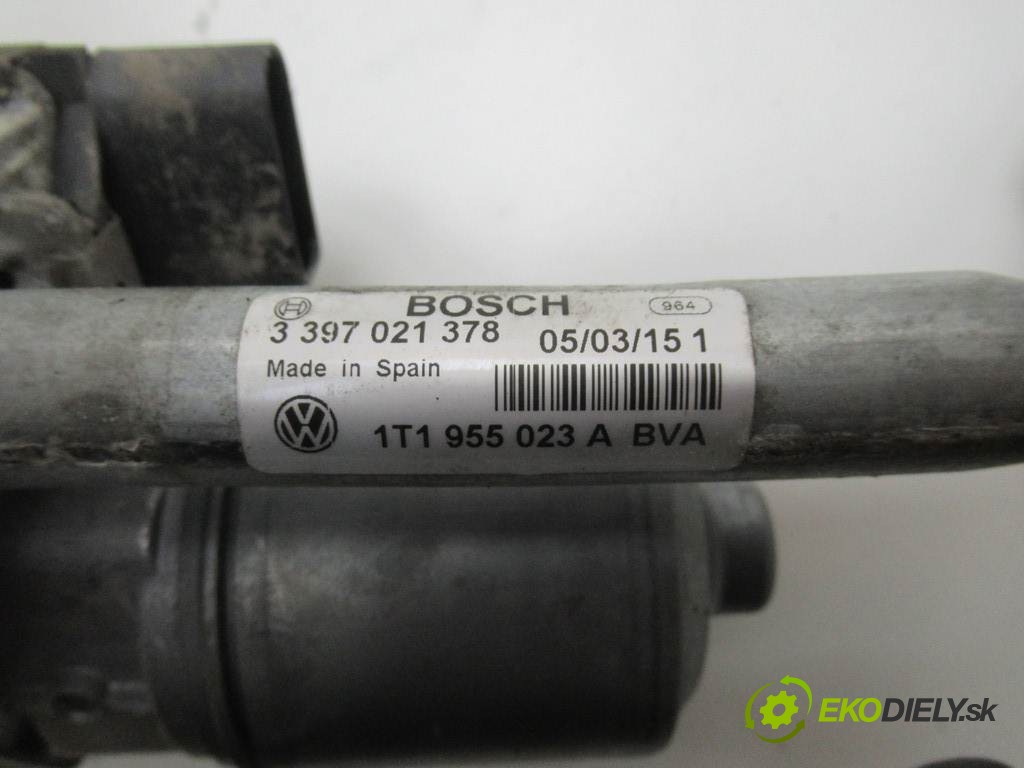 BOSCH 964
3 397 021 378 05/03/15 1
Made in Spain
1T1 955 023 A BVA
EKODIELY.sk